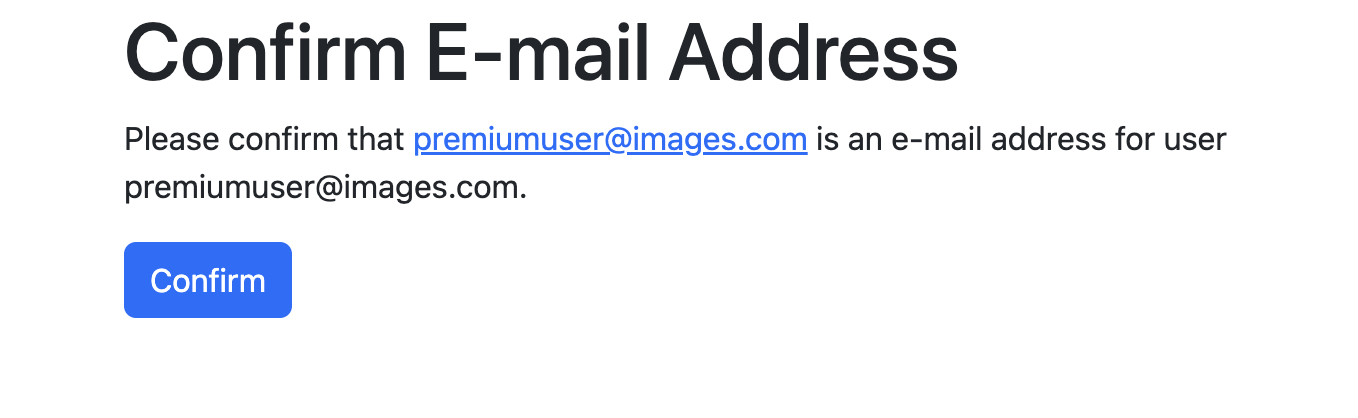 Confirm E-mail Address
Please confirm that premiumuser@images.com is an e-mail address for user
premiumuser@images.com.
Confirm